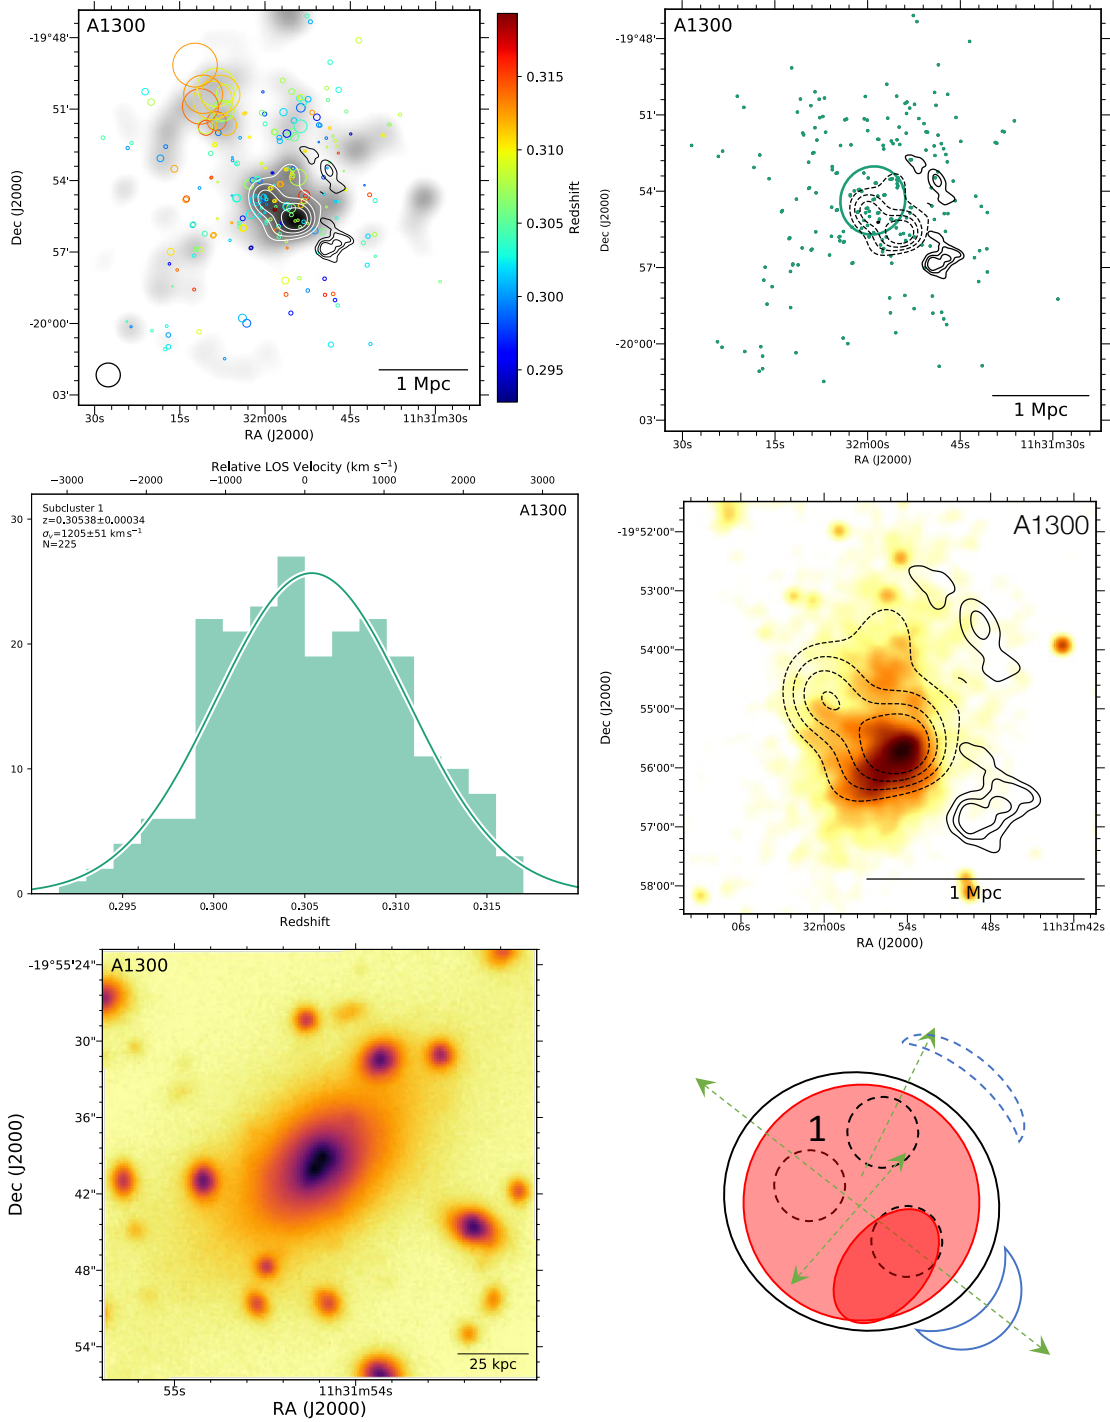 A1300
-19°48'
51'
54'
57'
-20°00'
03'
Dec (J2000)
30s
15s
32m00s
45s
11h31m30s
RA (J2000)
1 Mpc
0.315
0.310
0.305
0.300
0.295
Redshift
A1300
-19°48'
51'
54'
57'
-20°00'
03'
Dec (J2000)
30s
15s
32m00s
45s
11h31m30s
RA (J2000)
1 Mpc
Relative LOS Velocity (km s⁻¹)
−3000
−2000
−1000
0
1000
2000
3000
Subcluster 1
z=0.30538±0.00034
σᵥ=1205±51 km s⁻¹
N=225
A1300
30
20
10
0
0.295
0.300
0.305
0.310
0.315
Redshift
A1300
-19°52'00"
53'00"
54'00"
55'00"
56'00"
57'00"
58'00"
Dec (J2000)
06s
32m00s
54s
48s
11h31m42s
RA (J2000)
1 Mpc
A1300
-19°55'24"
30"
36"
42"
48"
54"
Dec (J2000)
55s
11h31m54s
RA (J2000)
25 kpc
1